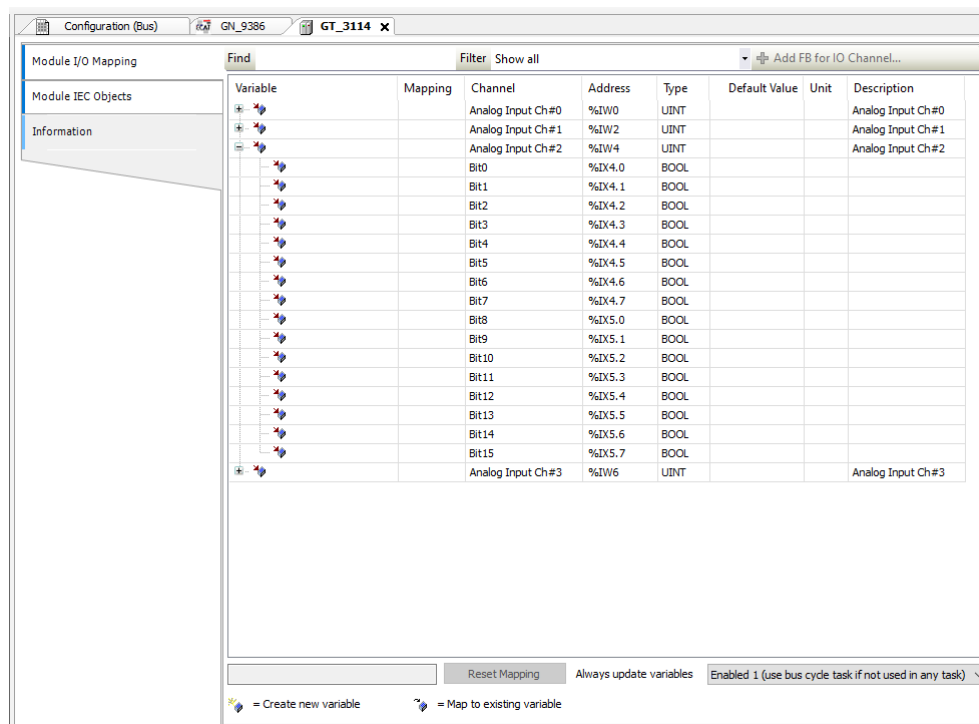 Configuration (Bus) GN_9386 GT_3114
Module I/O Mapping
Module IEC Objects
Information
Find Filter Show all Add FB for IO Channel...
Variable Mapping Channel Address Type Default Value Unit Description
Analog Input Ch#0 %IW0 UINT Analog Input Ch#0
Analog Input Ch#1 %IW2 UINT Analog Input Ch#1
Analog Input Ch#2 %IW4 UINT Analog Input Ch#2
Bit0 %IX4.0 BOOL
Bit1 %IX4.1 BOOL
Bit2 %IX4.2 BOOL
Bit3 %IX4.3 BOOL
Bit4 %IX4.4 BOOL
Bit5 %IX4.5 BOOL
Bit6 %IX4.6 BOOL
Bit7 %IX4.7 BOOL
Bit8 %IX5.0 BOOL
Bit9 %IX5.1 BOOL
Bit10 %IX5.2 BOOL
Bit11 %IX5.3 BOOL
Bit12 %IX5.4 BOOL
Bit13 %IX5.5 BOOL
Bit14 %IX5.6 BOOL
Bit15 %IX5.7 BOOL
Analog Input Ch#3 %IW6 UINT Analog Input Ch#3
Reset Mapping Always update variables Enabled 1 (use bus cycle task if not used in any task)
= Create new variable = Map to existing variable